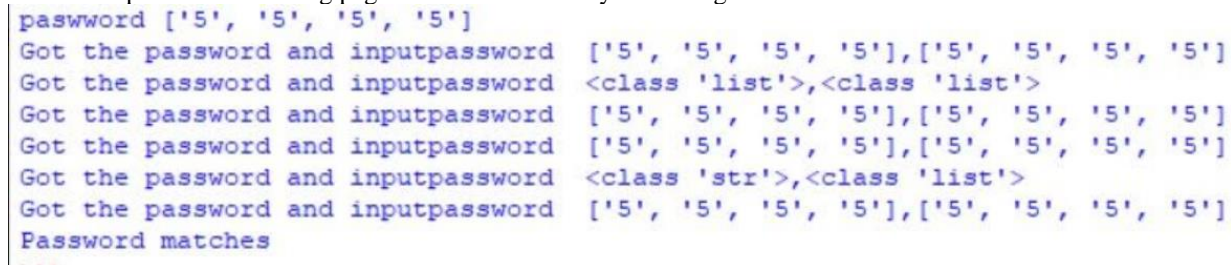 paswword ['5', '5', '5', '5']
Got the password and inputpassword  ['5', '5', '5', '5'],['5', '5', '5', '5']
Got the password and inputpassword  <class 'list'>,<class 'list'>
Got the password and inputpassword  ['5', '5', '5', '5'],['5', '5', '5', '5']
Got the password and inputpassword  ['5', '5', '5', '5'],['5', '5', '5', '5']
Got the password and inputpassword  <class 'str'>,<class 'list'>
Got the password and inputpassword  ['5', '5', '5', '5'],['5', '5', '5', '5']
Password matches